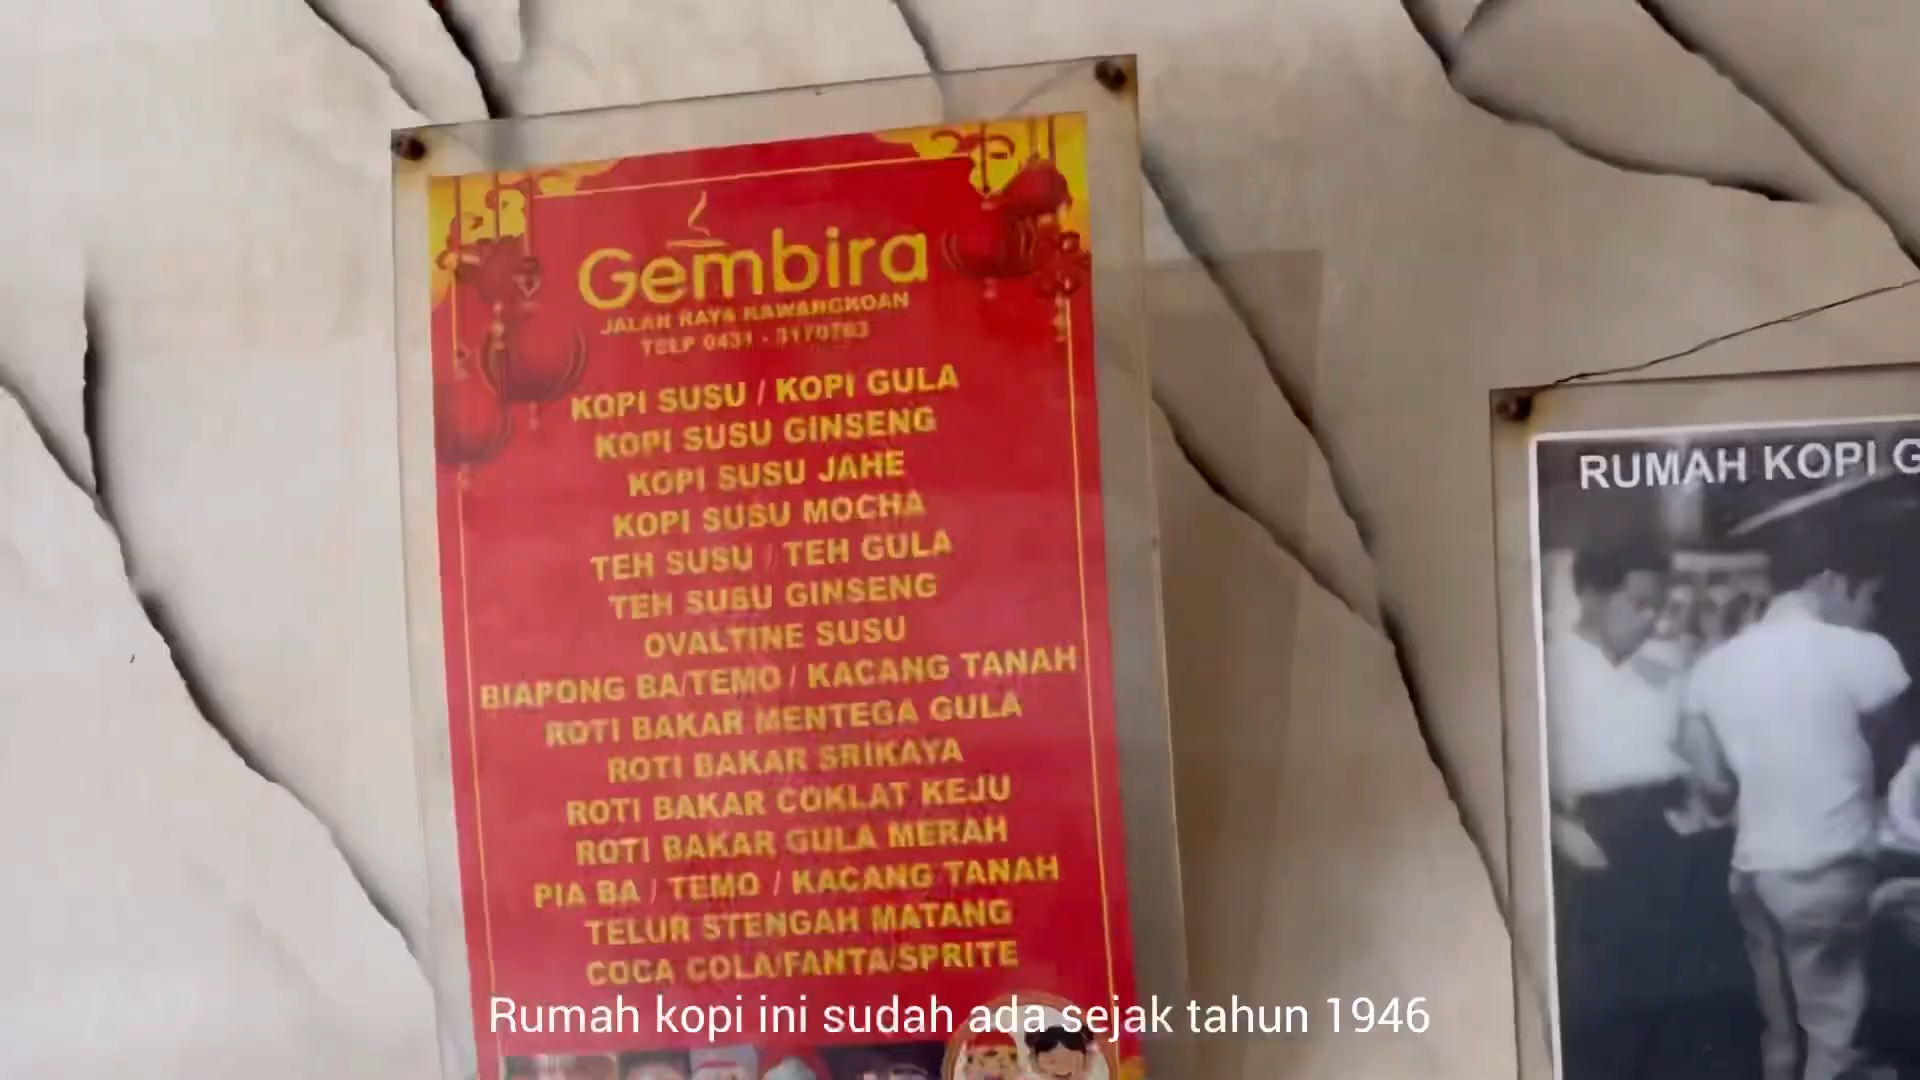 Gembira
JALAN RAYA KAWANGKOAN
TELP 0431 - 3170763
KOPI SUSU / KOPI GULA
KOPI SUSU GINSENG
KOPI SUSU JAHE
KOPI SUSU MOCHA
TEH SUSU / TEH GULA
TEH SUSU GINSENG
OVALTINE SUSU
BIAPONG BA/TEMO / KACANG TANAH
ROTI BAKAR MENTEGA GULA
ROTI BAKAR SRIKAYA
ROTI BAKAR COKLAT KEJU
ROTI BAKAR GULA MERAH
PIA BA / TEMO / KACANG TANAH
TELUR STENGAH MATANG
COCA COLA/FANTA/SPRITE
RUMAH KOPI G
Rumah kopi ini sudah ada sejak tahun 1946